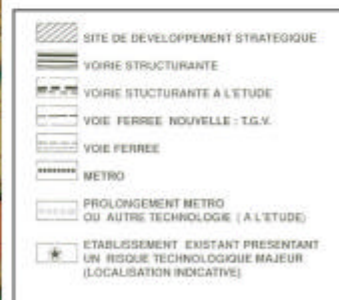 SITE DE DEVELOPPEMENT STRATEGIQUE
VOIRIE STRUCTURANTE
VOIRIE STUCTURANTE A L'ETUDE
VOIE FERREE NOUVELLE : T.G.V.
VOIE FERREE
METRO
PROLONGEMENT METRO
OU AUTRE TECHNOLOGIE ( A L'ETUDE)
ETABLISSEMENT EXISTANT PRESENTANT
UN RISQUE TECHNOLOGIQUE MAJEUR
(LOCALISATION INDICATIVE)